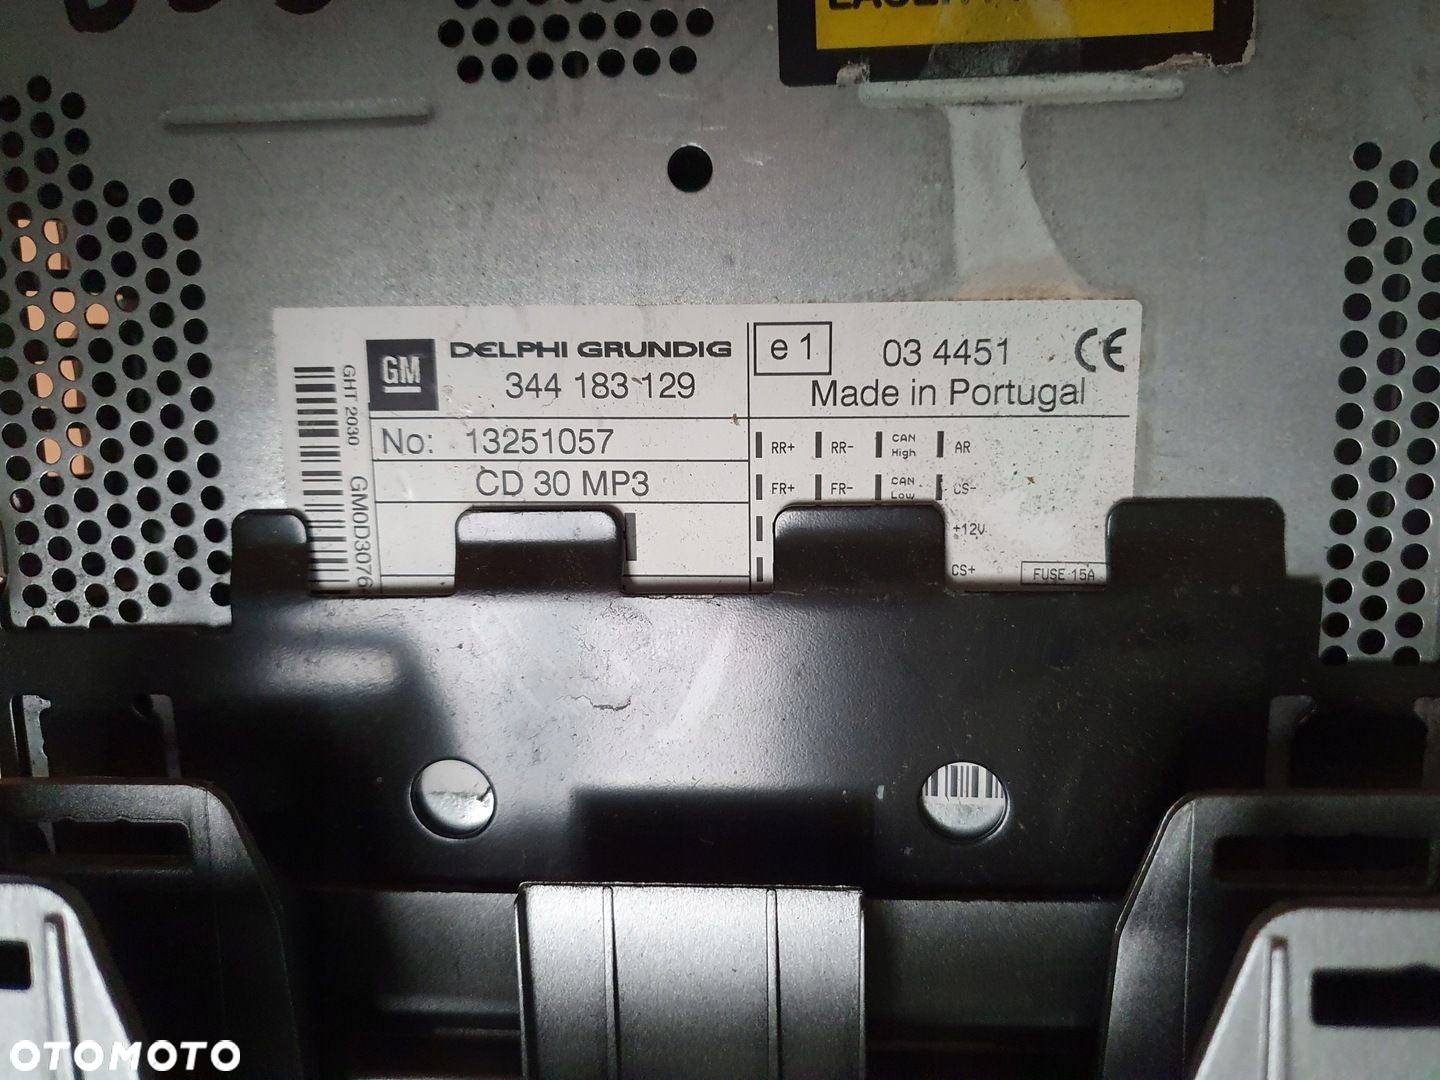 GM
DELPHI GRUNDIG
344 183 129
No: 13251057
CD 30 MP3
e 1
03 4451
CE
Made in Portugal
RR+ RR- CAN High AR
FR+ FR- CAN Low CS-
+12V
CS+
FUSE 15A
GHT 2030
GM0D3076
OTOMOTO